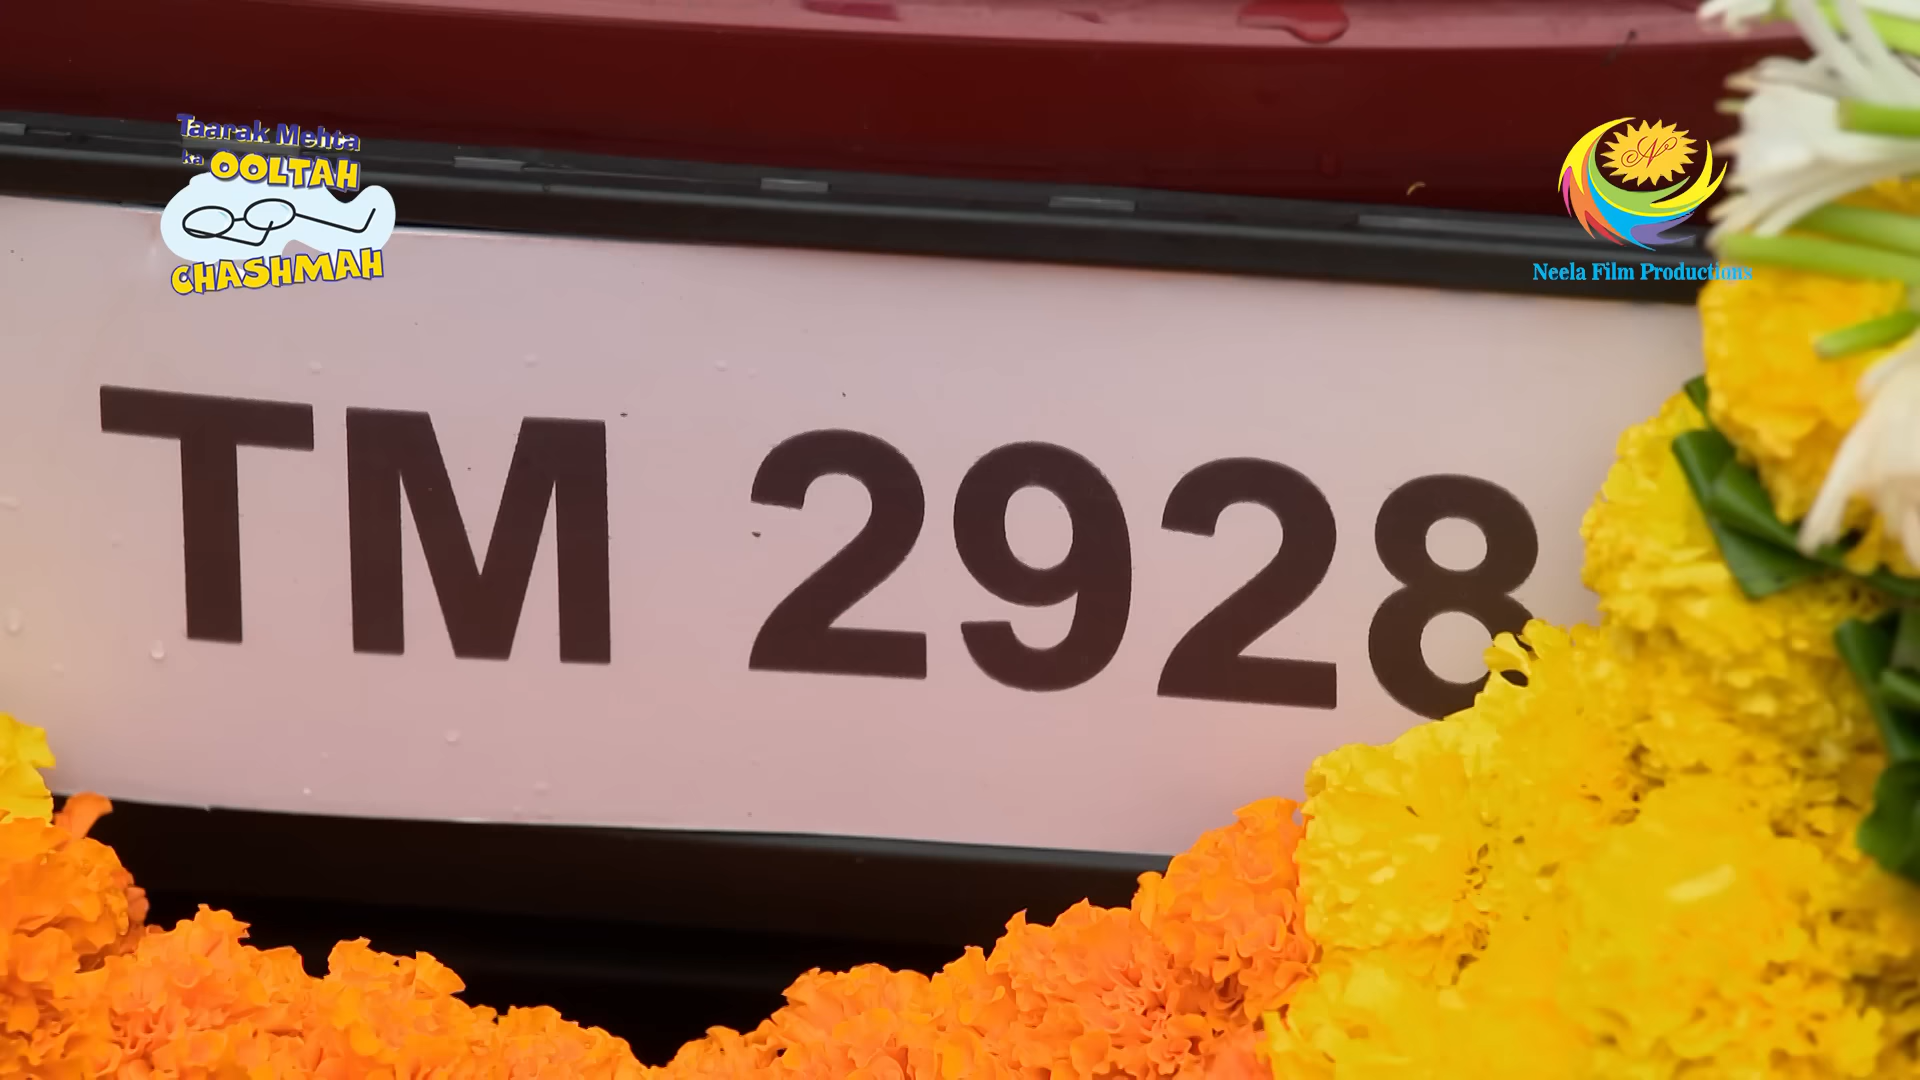 Taarak Mehta
ka OOLTAH
CHASHMAH
N
Neela Film Productions
TM 2928